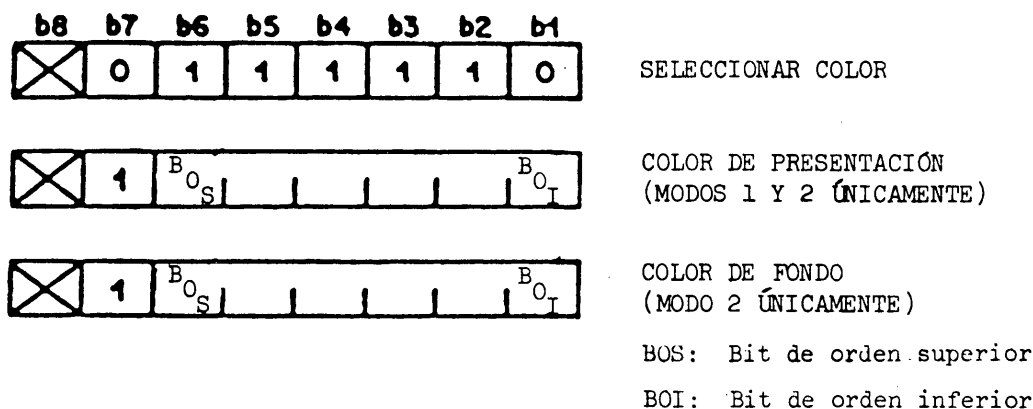 b8 b7 b6 b5 b4 b3 b2 b1
0 1 1 1 1 1 0 SELECCIONAR COLOR
1 BOS BOI COLOR DE PRESENTACIÓN
(MODOS 1 Y 2 ÚNICAMENTE)
1 BOS BOI COLOR DE FONDO
(MODO 2 ÚNICAMENTE)
BOS: Bit de orden superior
BOI: Bit de orden inferior